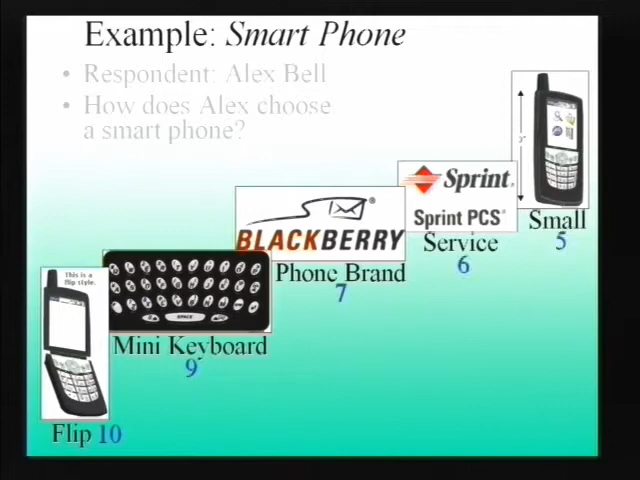 Example: Smart Phone
• Respondent: Alex Bell
• How does Alex choose
a smart phone?
Sprint®
Sprint PCS®
Small
5
Service
6
BLACKBERRY®
Phone Brand
7
SPACE
Mini Keyboard
9
This is a
flip style.
Flip 10